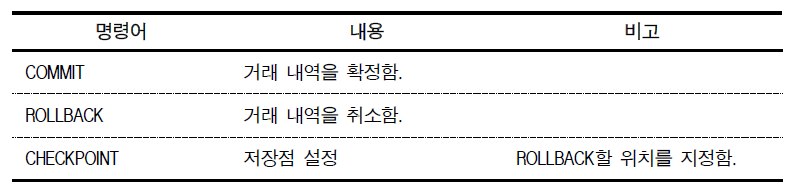 명령어 내용 비고
COMMIT 거래 내역을 확정함.
ROLLBACK 거래 내역을 취소함.
CHECKPOINT 저장점 설정 ROLLBACK할 위치를 지정함.